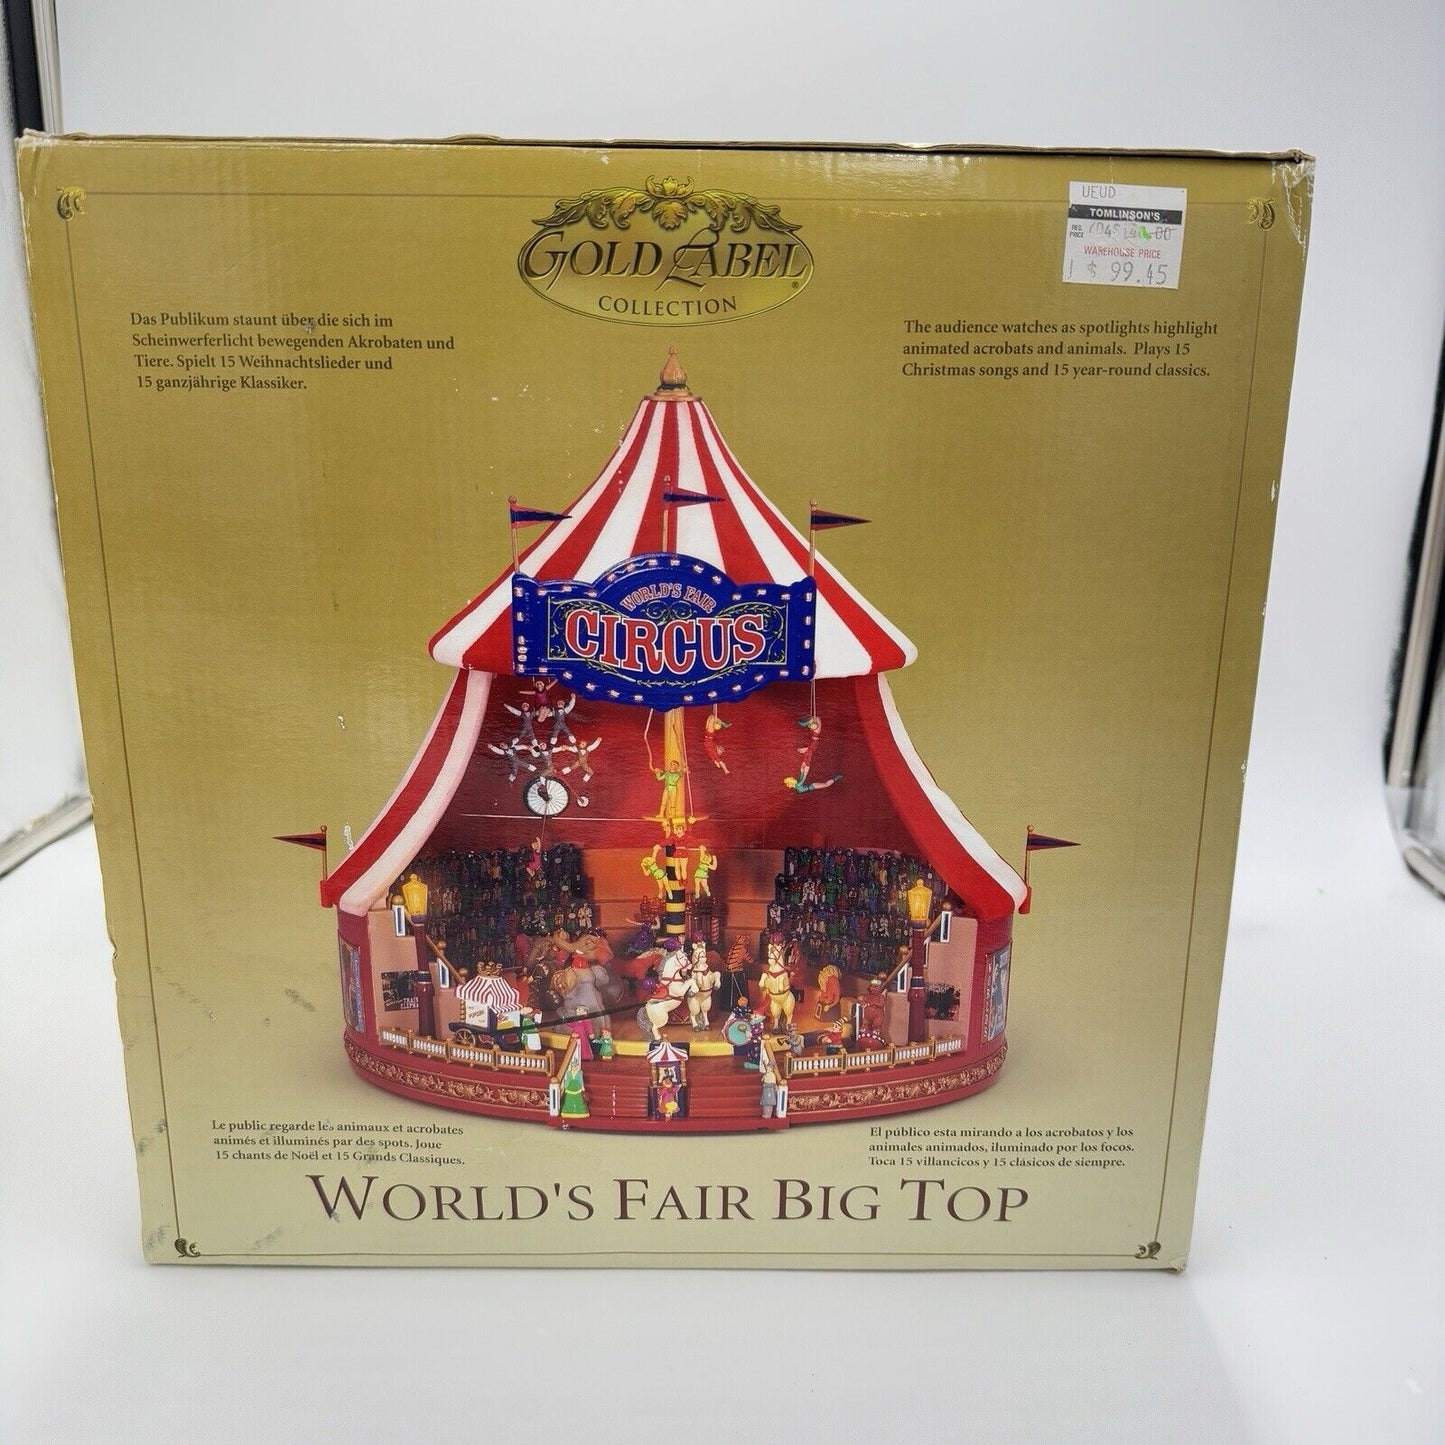 UFUD
TOMLINSON'S
REG. PRICE
WAREHOUSE PRICE
1 $ 99.45
GOLD LABEL
®
COLLECTION
Das Publikum staunt über die sich im
Scheinwerferlicht bewegenden Akrobaten und
Tiere. Spielt 15 Weihnachtslieder und
15 ganzjährige Klassiker.
The audience watches as spotlights highlight
animated acrobats and animals. Plays 15
Christmas songs and 15 year-round classics.
WORLD'S FAIR
CIRCUS
POPCORN
Le public regarde les animaux et acrobates
animés et illuminés par des spots. Joue
15 chants de Noël et 15 Grands Classiques.
El público esta mirando a los acrobatos y los
animales animados, iluminado por los focos.
Toca 15 villancicos y 15 clásicos de siempre.
WORLD'S FAIR BIG TOP